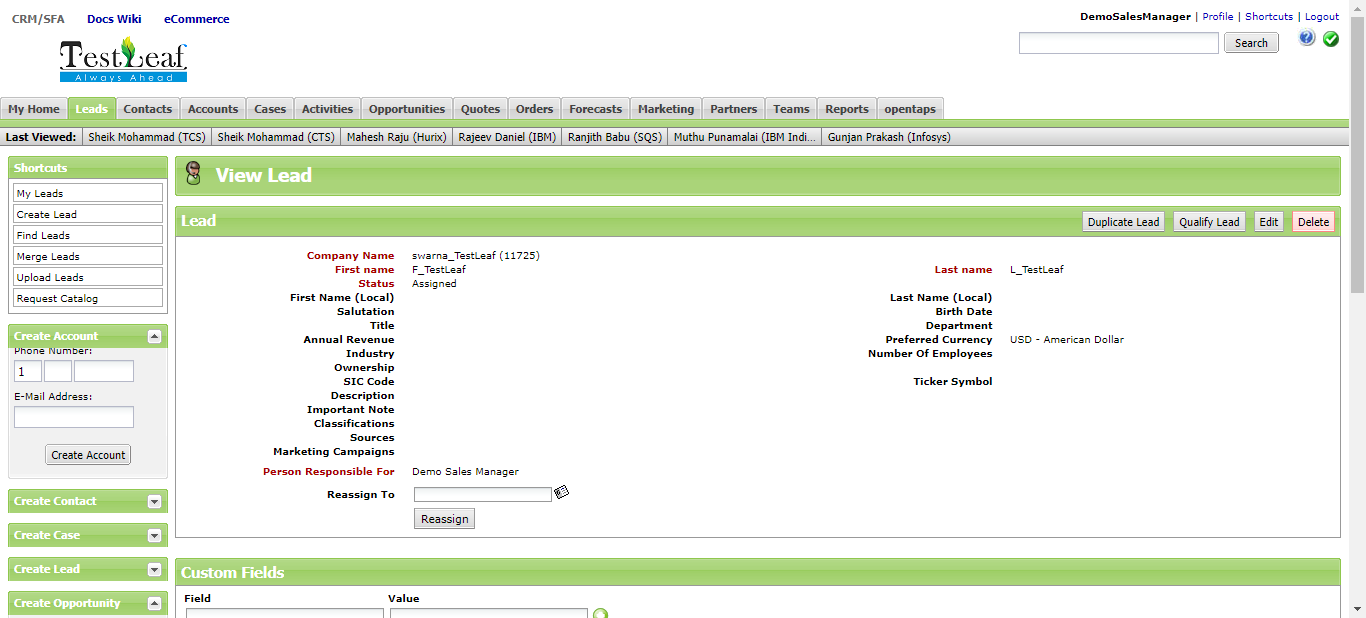 CRM/SFA Docs Wiki eCommerce
DemoSalesManager | Profile | Shortcuts | Logout
Search
TestLeaf
Always Ahead
My Home Leads Contacts Accounts Cases Activities Opportunities Quotes Orders Forecasts Marketing Partners Teams Reports opentaps
Last Viewed: Sheik Mohammad (TCS) Sheik Mohammad (CTS) Mahesh Raju (Hurix) Rajeev Daniel (IBM) Ranjith Babu (SQS) Muthu Punamalai (IBM Indi... Gunjan Prakash (Infosys)
Shortcuts
My Leads
Create Lead
Find Leads
Merge Leads
Upload Leads
Request Catalog
Create Account
Phone Number:
1
E-Mail Address:
Create Account
Create Contact
Create Case
Create Lead
Create Opportunity
View Lead
Lead Duplicate Lead Qualify Lead Edit Delete
Company Name swarna_TestLeaf (11725)
First name F_TestLeaf Last name L_TestLeaf
Status Assigned
First Name (Local) Last Name (Local)
Salutation Birth Date
Title Department
Annual Revenue Preferred Currency USD - American Dollar
Industry Number Of Employees
Ownership
SIC Code Ticker Symbol
Description
Important Note
Classifications
Sources
Marketing Campaigns
Person Responsible For Demo Sales Manager
Reassign To
Reassign
Custom Fields
Field Value